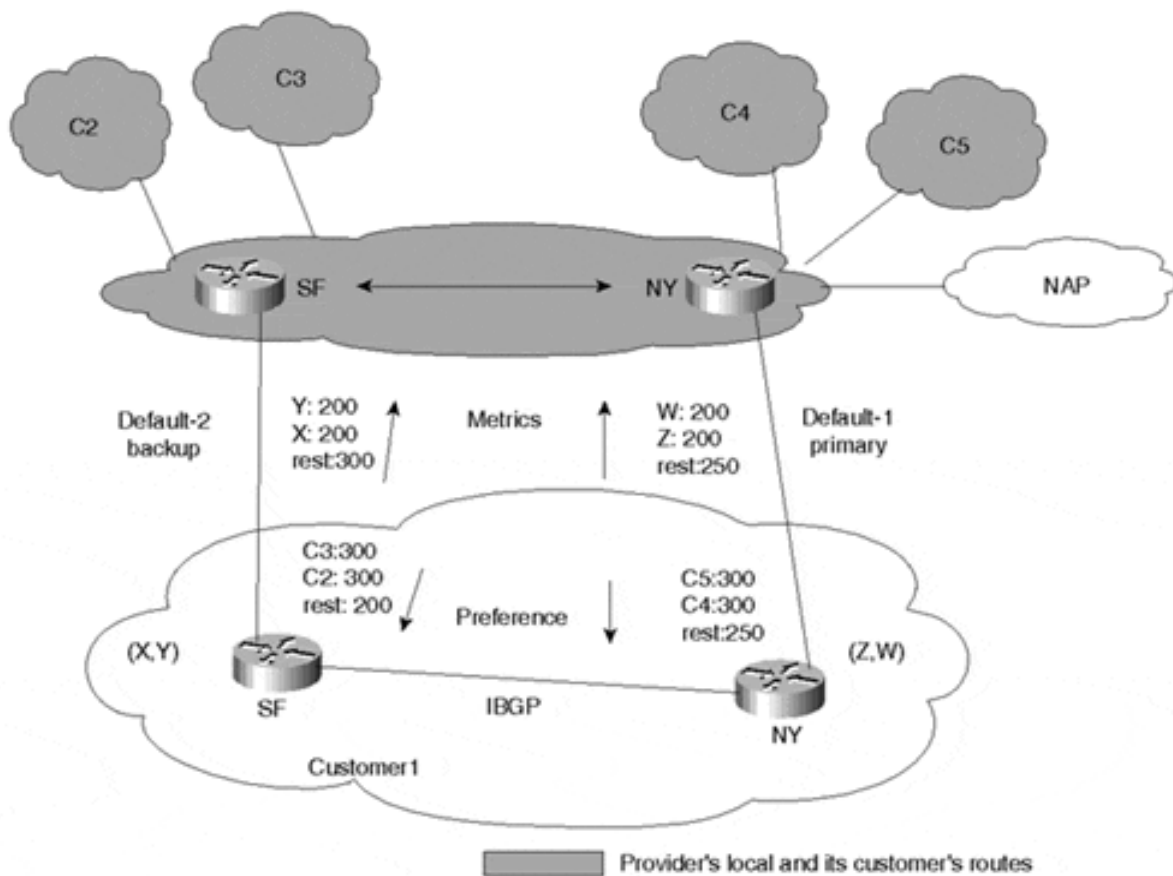 C2
C3
C4
C5
SF
NY
NAP
Default-2
backup
Y: 200
X: 200
rest:300
Metrics
W: 200
Z: 200
rest:250
Default-1
primary
C3:300
C2: 300
rest: 200
Preference
C5:300
C4:300
rest:250
(X,Y)
(Z,W)
SF
IBGP
NY
Customer1
Provider's local and its customer's routes